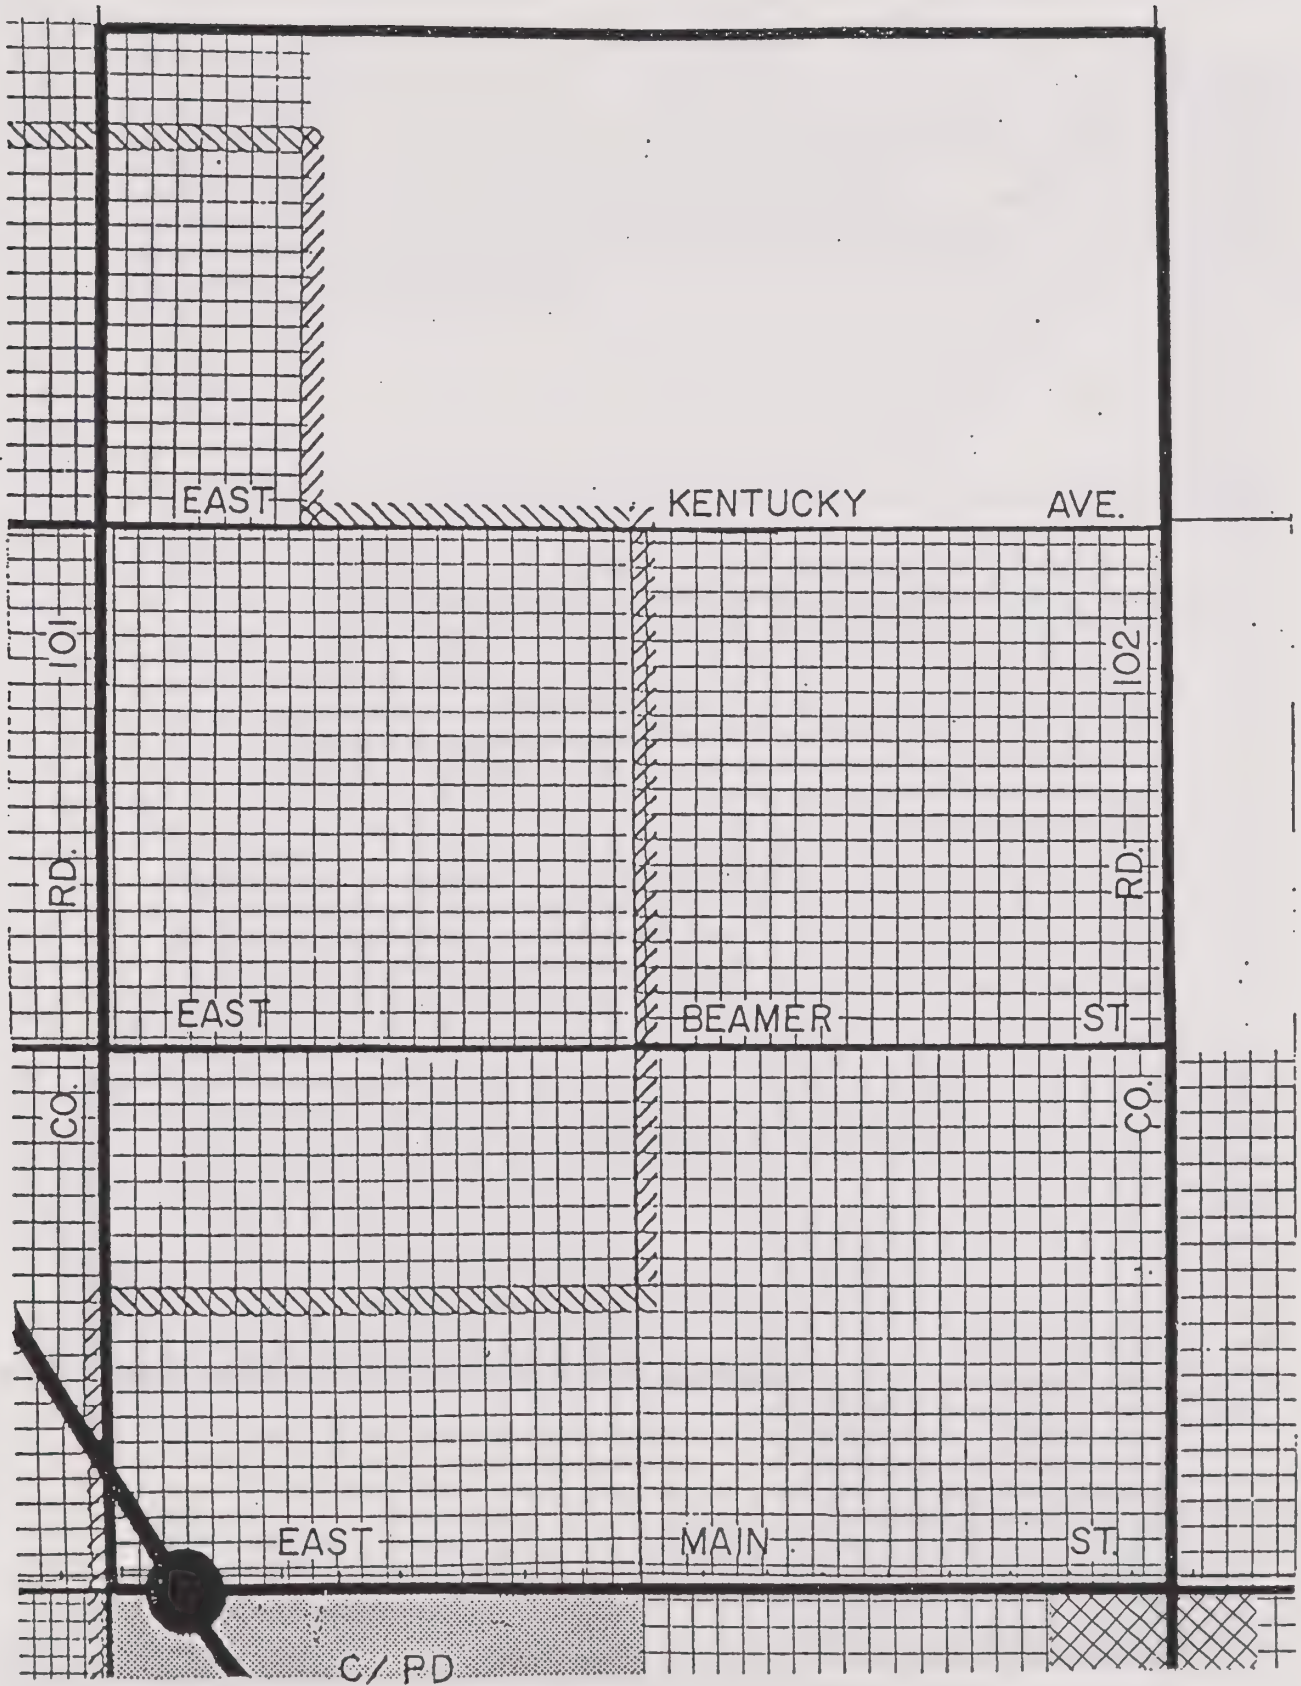 EAST KENTUCKY AVE.
CO. RD. 101
CO. RD. 102
EAST BEAMER ST
EAST MAIN ST.
C/PD